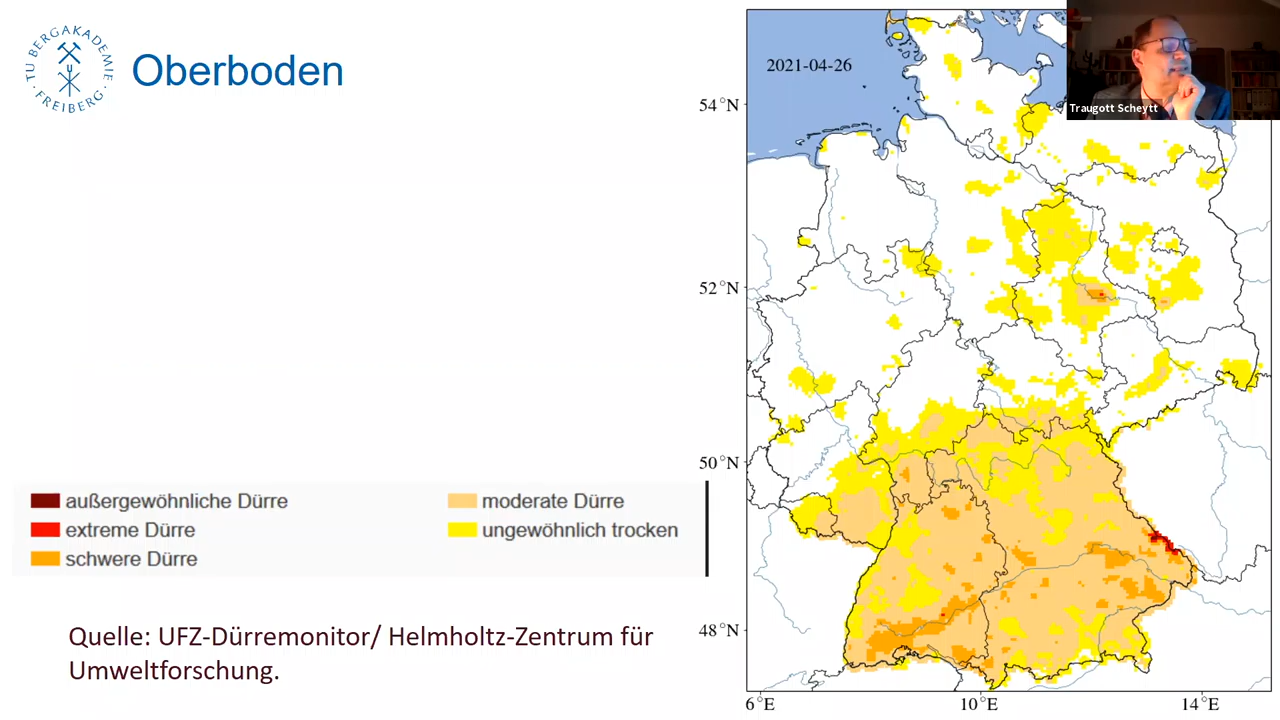 TU BERGAKADEMIE
FREIBERG
Oberboden
2021-04-26
Traugott Scheytt
54°N
52°N
50°N
48°N
6°E
10°E
14°E
außergewöhnliche Dürre
extreme Dürre
schwere Dürre
moderate Dürre
ungewöhnlich trocken
Quelle: UFZ-Dürremonitor/ Helmholtz-Zentrum für
Umweltforschung.